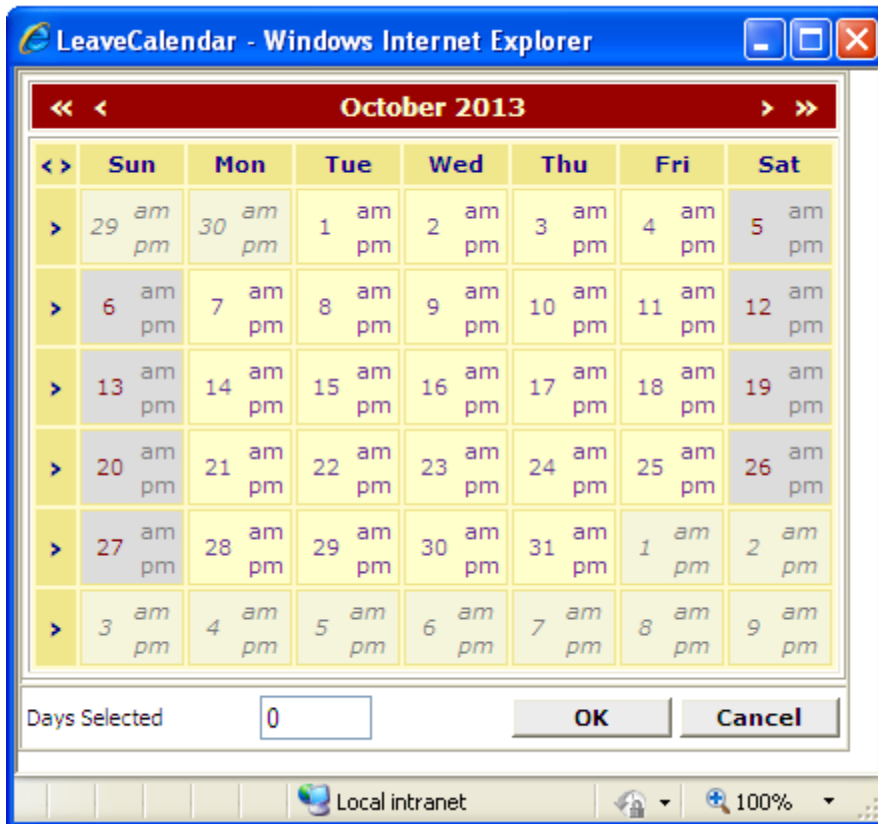 LeaveCalendar - Windows Internet Explorer
« < October 2013 > »
< > Sun Mon Tue Wed Thu Fri Sat
> 29 am pm 30 am pm 1 am pm 2 am pm 3 am pm 4 am pm 5 am pm
> 6 am pm 7 am pm 8 am pm 9 am pm 10 am pm 11 am pm 12 am pm
> 13 am pm 14 am pm 15 am pm 16 am pm 17 am pm 18 am pm 19 am pm
> 20 am pm 21 am pm 22 am pm 23 am pm 24 am pm 25 am pm 26 am pm
> 27 am pm 28 am pm 29 am pm 30 am pm 31 am pm 1 am pm 2 am pm
> 3 am pm 4 am pm 5 am pm 6 am pm 7 am pm 8 am pm 9 am pm
Days Selected 0 OK Cancel
Local intranet 100%